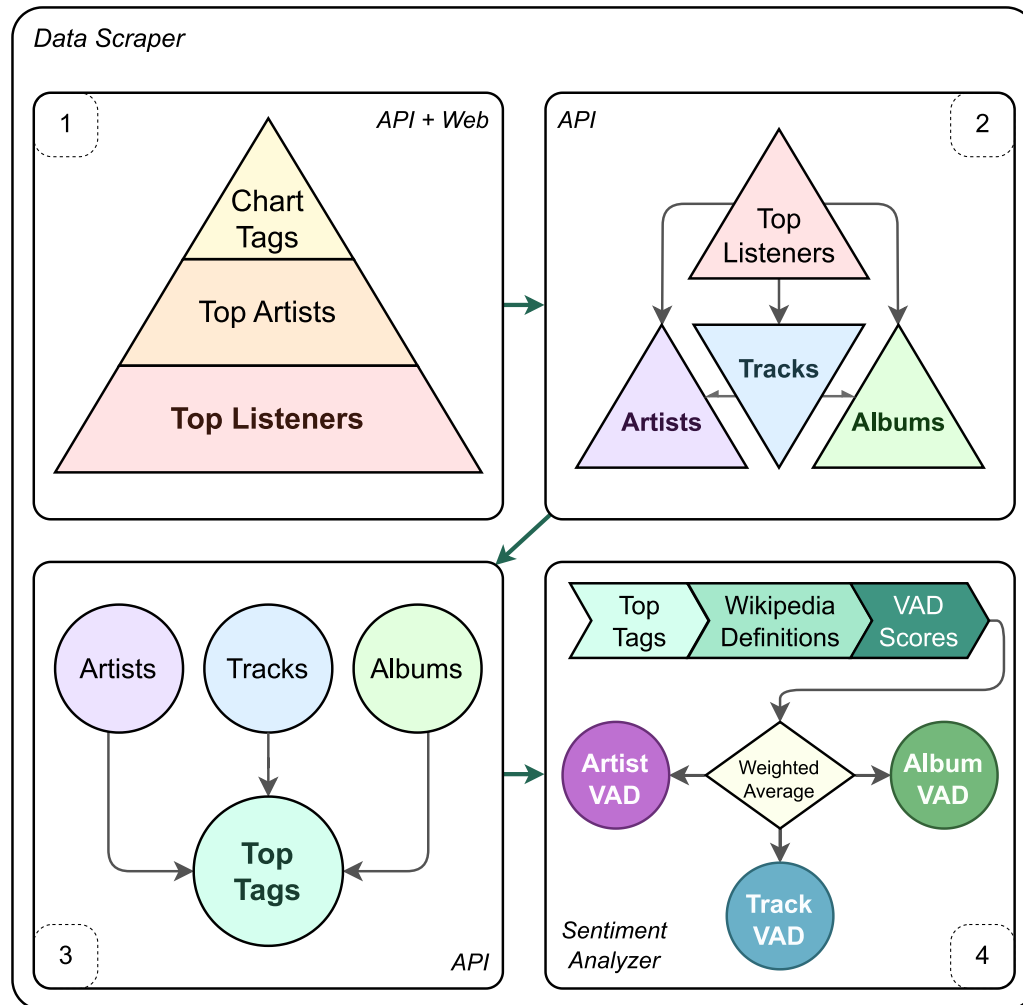 Data Scraper
1
API + Web
Chart
Tags
Top Artists
Top Listeners
API
2
Top
Listeners
Artists
Tracks
Albums
Artists
Tracks
Albums
Top
Tags
3
API
Top
Tags
Wikipedia
Definitions
VAD
Scores
Artist
VAD
Weighted
Average
Album
VAD
Track
VAD
Sentiment
Analyzer
4